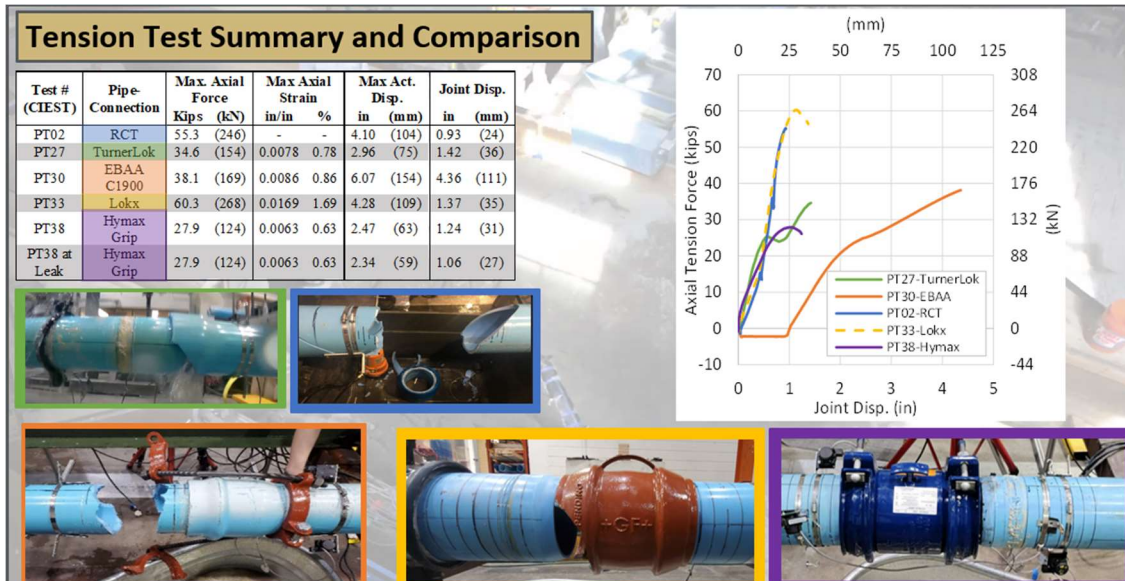 Tension Test Summary and Comparison
Test # (CIEST) Pipe-Connection Max. Axial Force Max Axial Strain Max Act. Disp. Joint Disp.
Kips (kN) in/in % in (mm) in (mm)
PT02 RCT 55.3 (246) - - 4.10 (104) 0.93 (24)
PT27 TurnerLok 34.6 (154) 0.0078 0.78 2.96 (75) 1.42 (36)
PT30 EBAA C1900 38.1 (169) 0.0086 0.86 6.07 (154) 4.36 (111)
PT33 Lokx 60.3 (268) 0.0169 1.69 4.28 (109) 1.37 (35)
PT38 Hymax Grip 27.9 (124) 0.0063 0.63 2.47 (63) 1.24 (31)
PT38 at Leak Hymax Grip 27.9 (124) 0.0063 0.63 2.34 (59) 1.06 (27)
(mm)
0 25 50 75 100 125
70 308
60 264
50 220
40 176
30 132
20 88
10 44
0 0
-10 -44
Axial Tension Force (kips)
(kN)
PT27-TurnerLok
PT30-EBAA
PT02-RCT
PT33-Lokx
PT38-Hymax
0 1 2 3 4 5
Joint Disp. (in)
+GF+